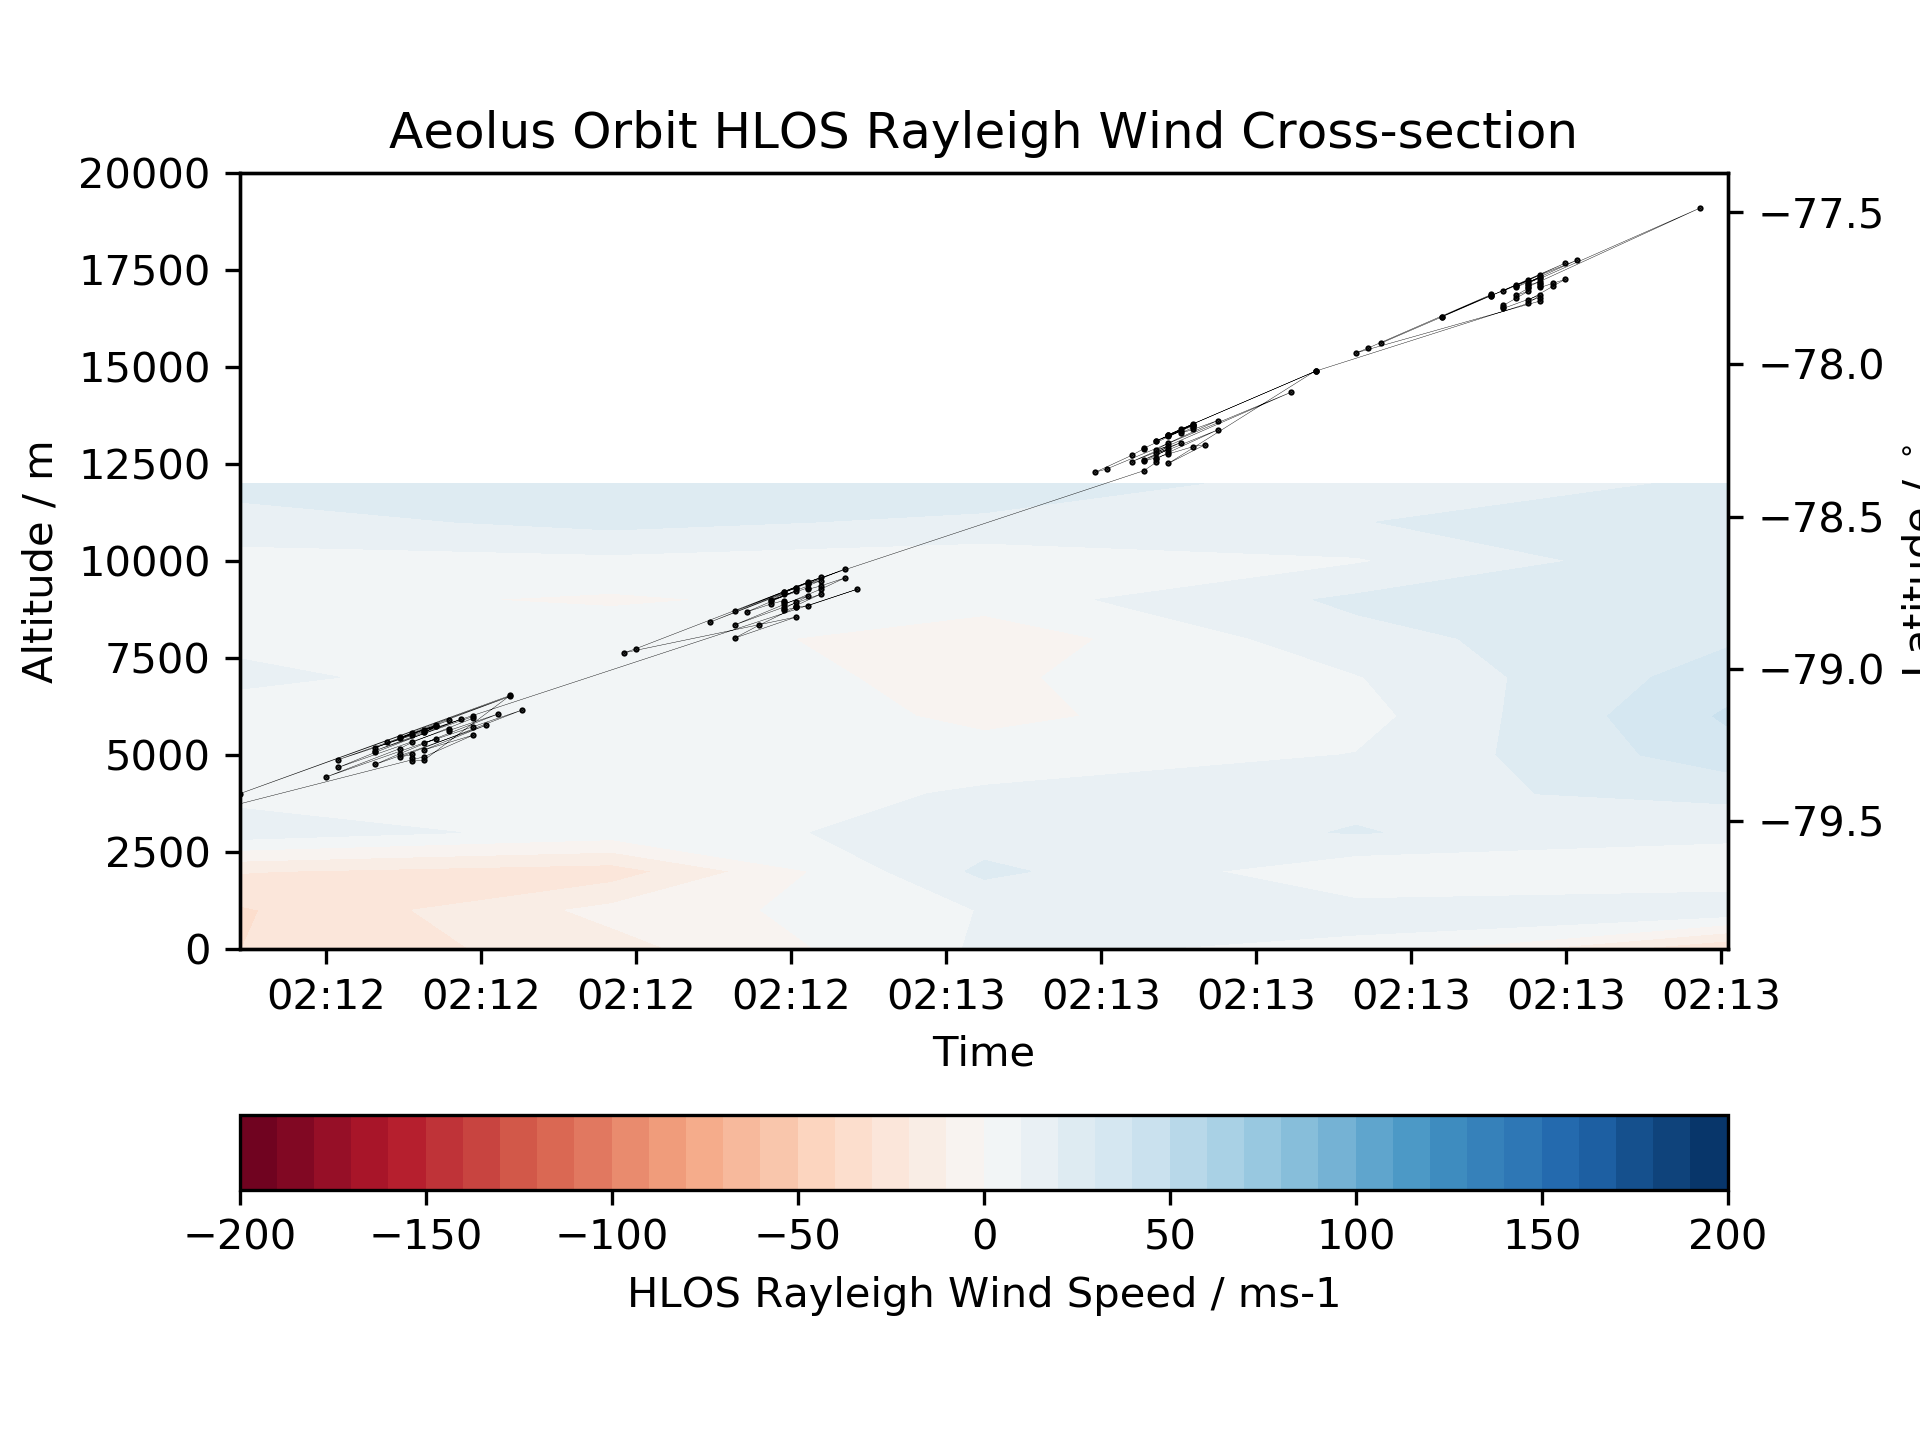 Aeolus Orbit HLOS Rayleigh Wind Cross-section
20000
17500
15000
12500
10000
7500
5000
2500
0
Altitude / m
−77.5
−78.0
−78.5
−79.0
−79.5
Latitude / °
02:12 02:12 02:12 02:12 02:13 02:13 02:13 02:13 02:13 02:13
Time
−200 −150 −100 −50 0 50 100 150 200
HLOS Rayleigh Wind Speed / ms-1